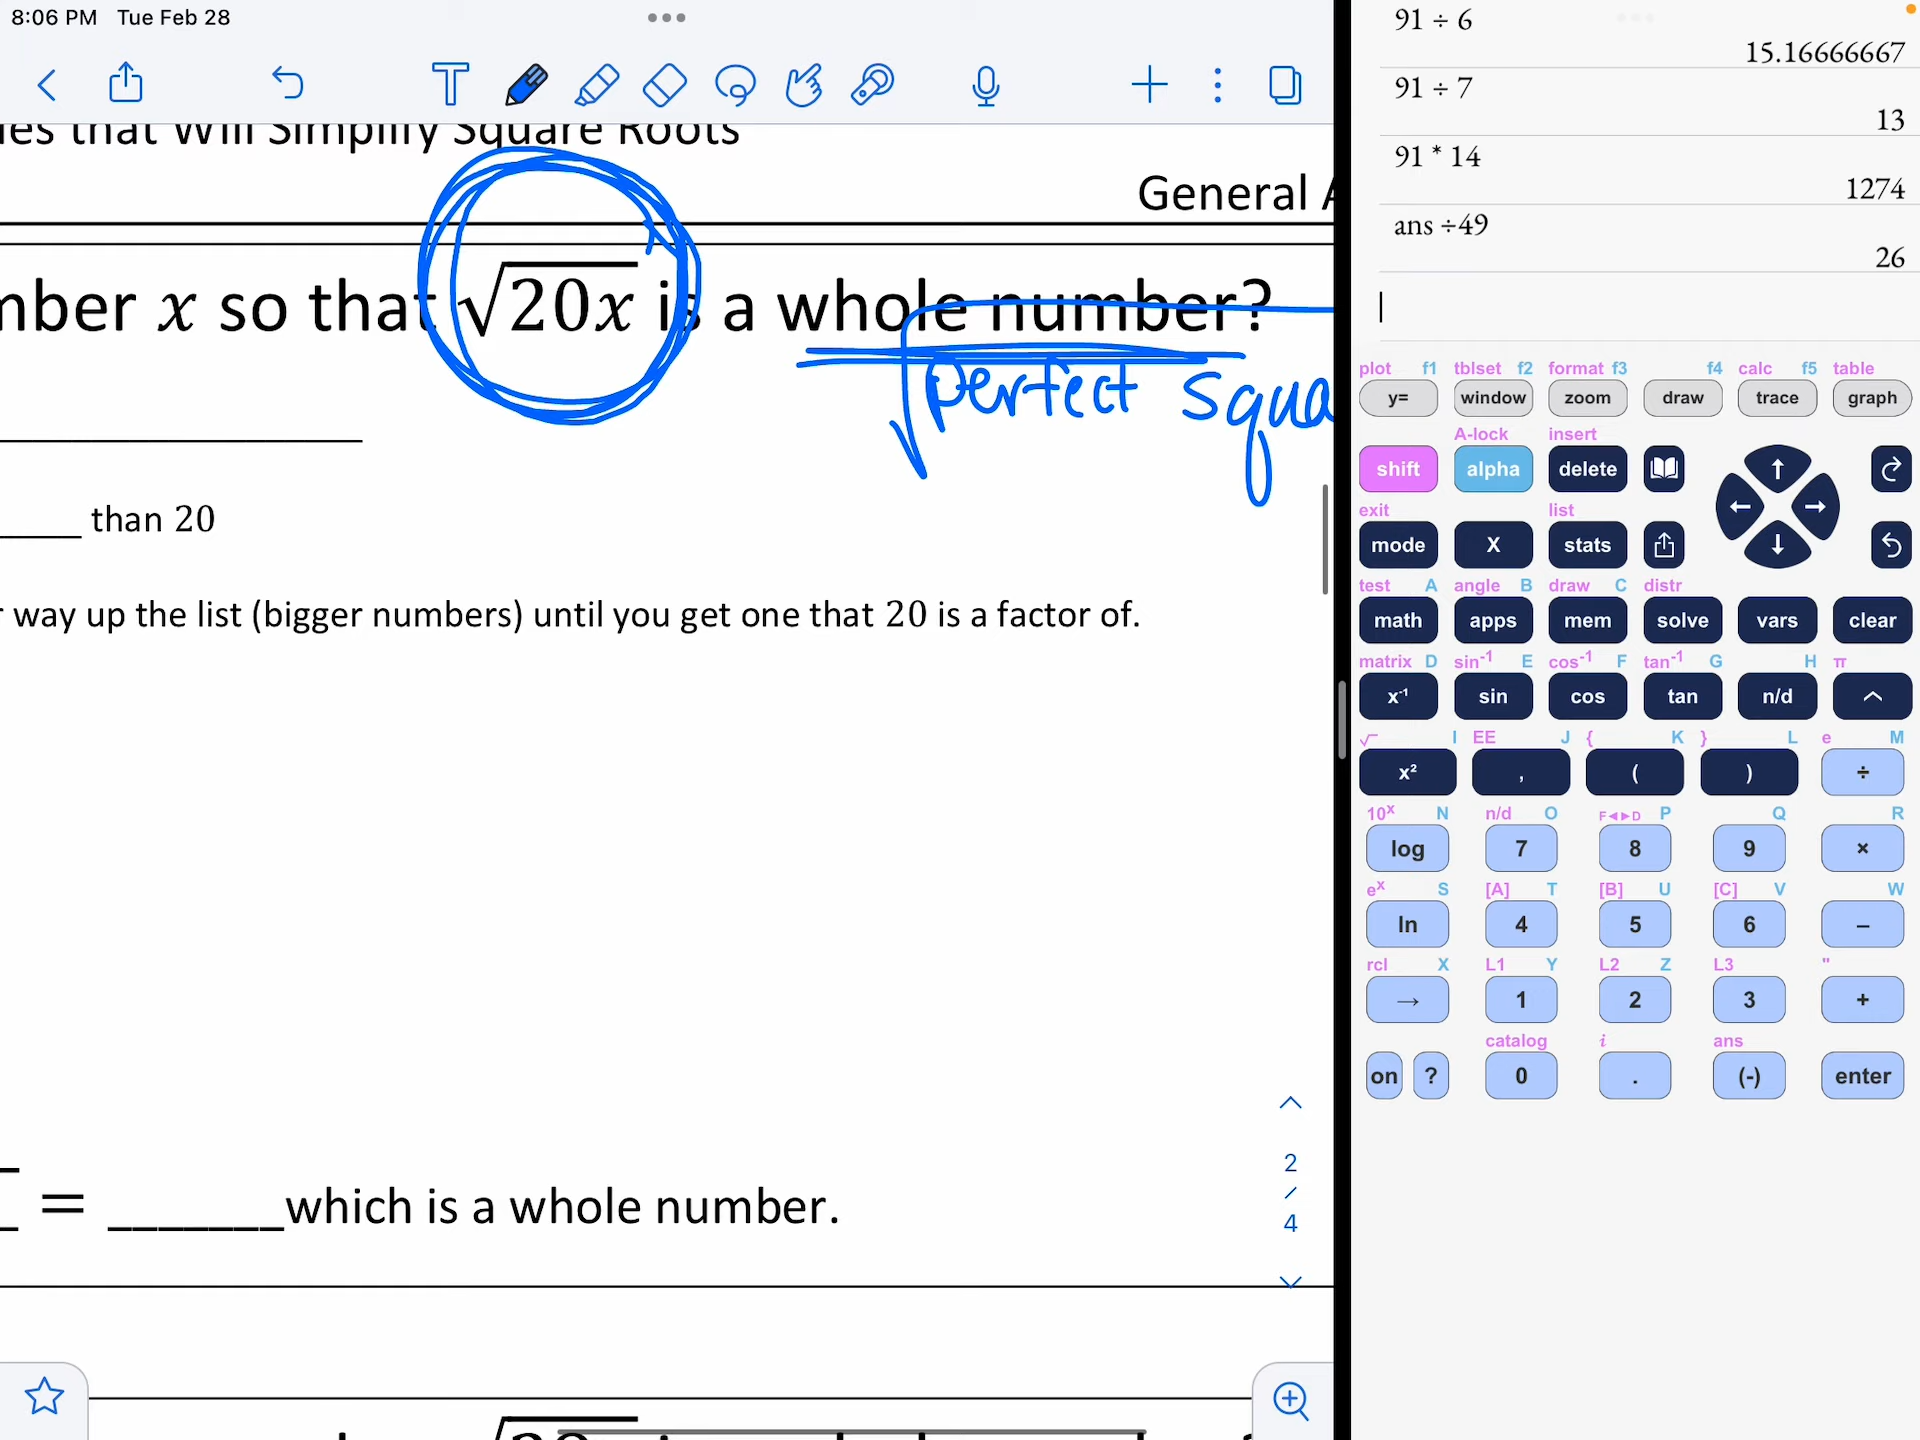 8:06 PM Tue Feb 28
T
that Will Simplify Square Roots
General
x so that √20x is a whole number?
perfect
than 20
way up the list (bigger numbers) until you get one that 20 is a factor of.
= _______which is a whole number.
2
/
4
91 ÷ 6
15.16666667
91 ÷ 7
13
91 * 14
1274
ans ÷49
26
plot f1 tblset f2 format f3 f4 calc f5 table
y= window zoom draw trace graph
A-lock insert
shift alpha delete
exit list
mode X stats
test A angle B draw C distr
math apps mem solve vars clear
matrix D sin⁻¹ E cos⁻¹ F tan⁻¹ G H π
x⁻¹ sin cos tan n/d ^
√ I EE J { K } L e M
x² , ( ) ÷
10ˣ N n/d O F◄►D P Q R
log 7 8 9 ×
eˣ S [A] T [B] U [C] V W
ln 4 5 6 −
rcl X L1 Y L2 Z L3 "
→ 1 2 3 +
catalog i ans
on ? 0 . (-) enter